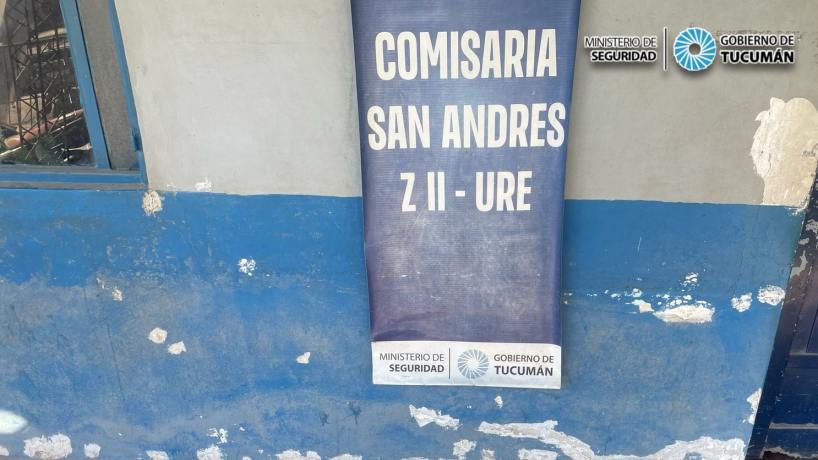 COMISARIA
SAN ANDRES
Z II - URE
MINISTERIO DE
SEGURIDAD
GOBIERNO DE
TUCUMÁN
MINISTERIO DE
SEGURIDAD
GOBIERNO DE
TUCUMÁN